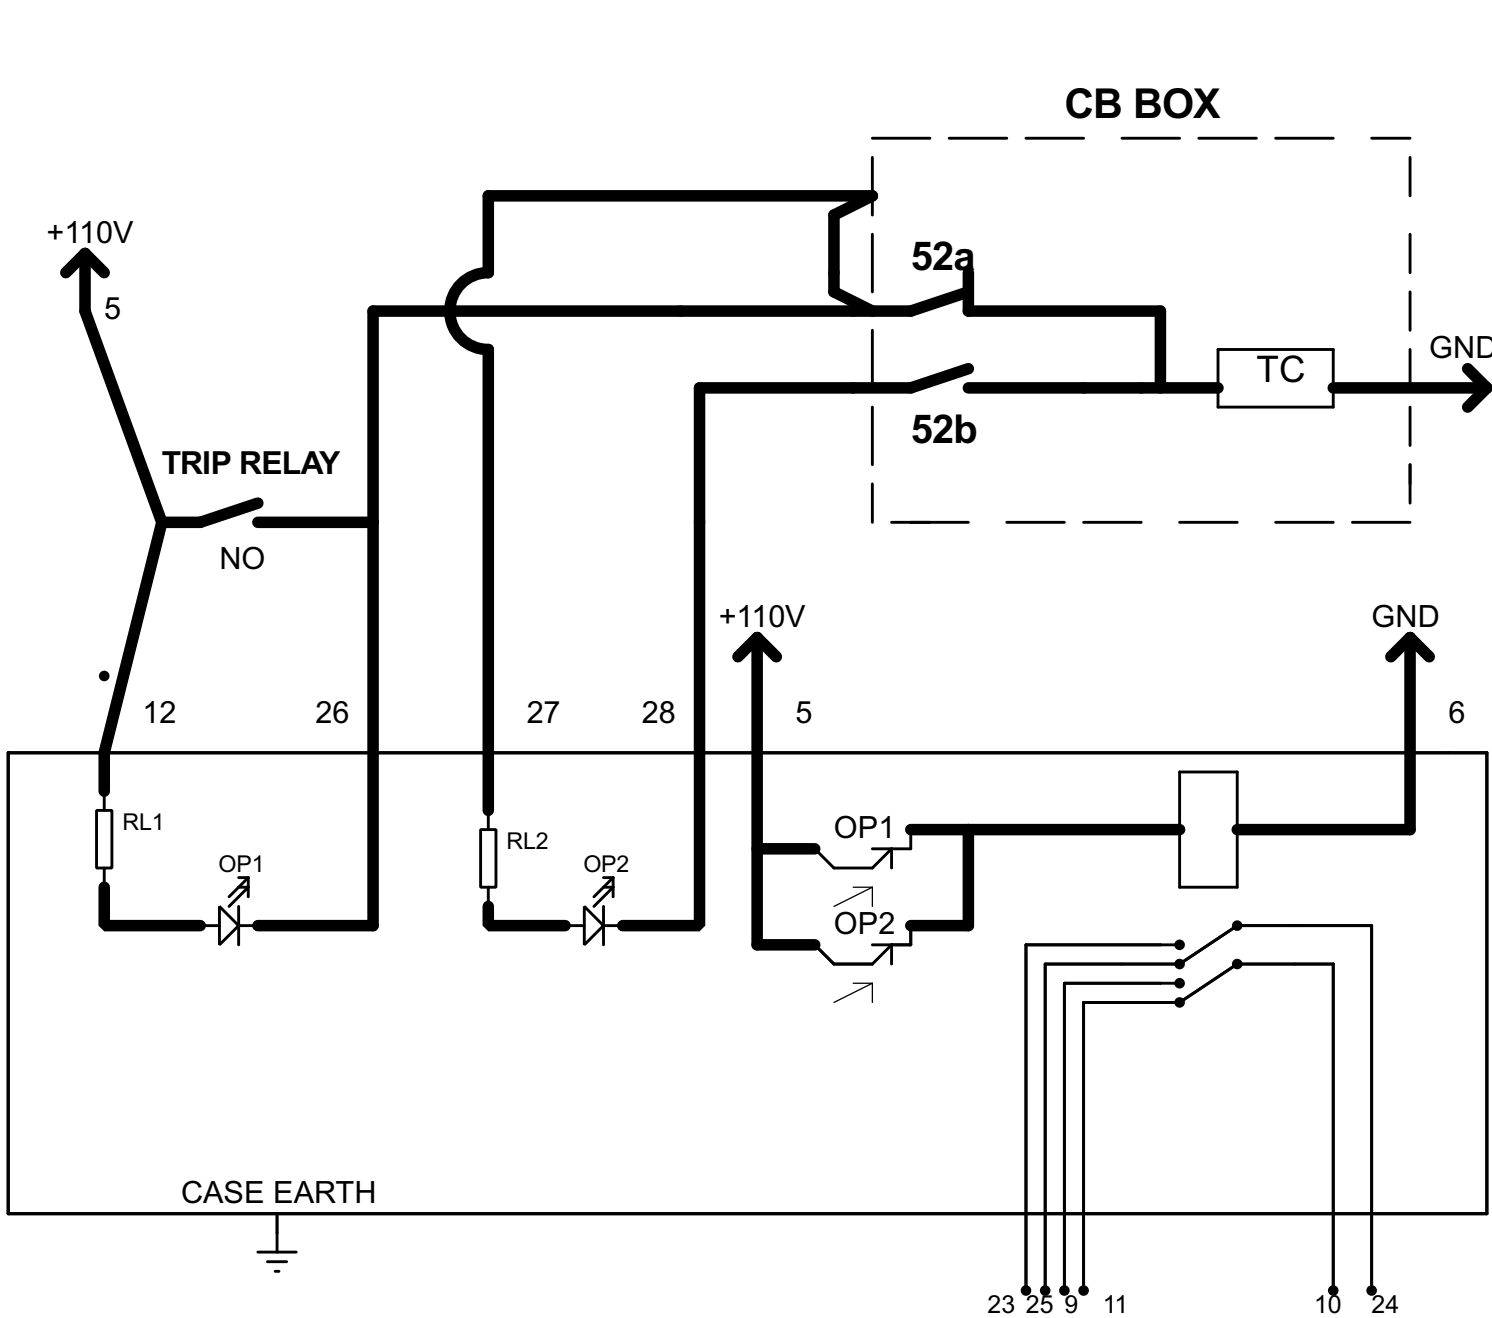 CB BOX
+110V
52a
5
GND
TC
52b
TRIP RELAY
NO
+110V
GND
12
26
27
28
5
6
RL1
OP1
RL2
OP2
OP1
OP2
CASE EARTH
23 25 9 11 10 24